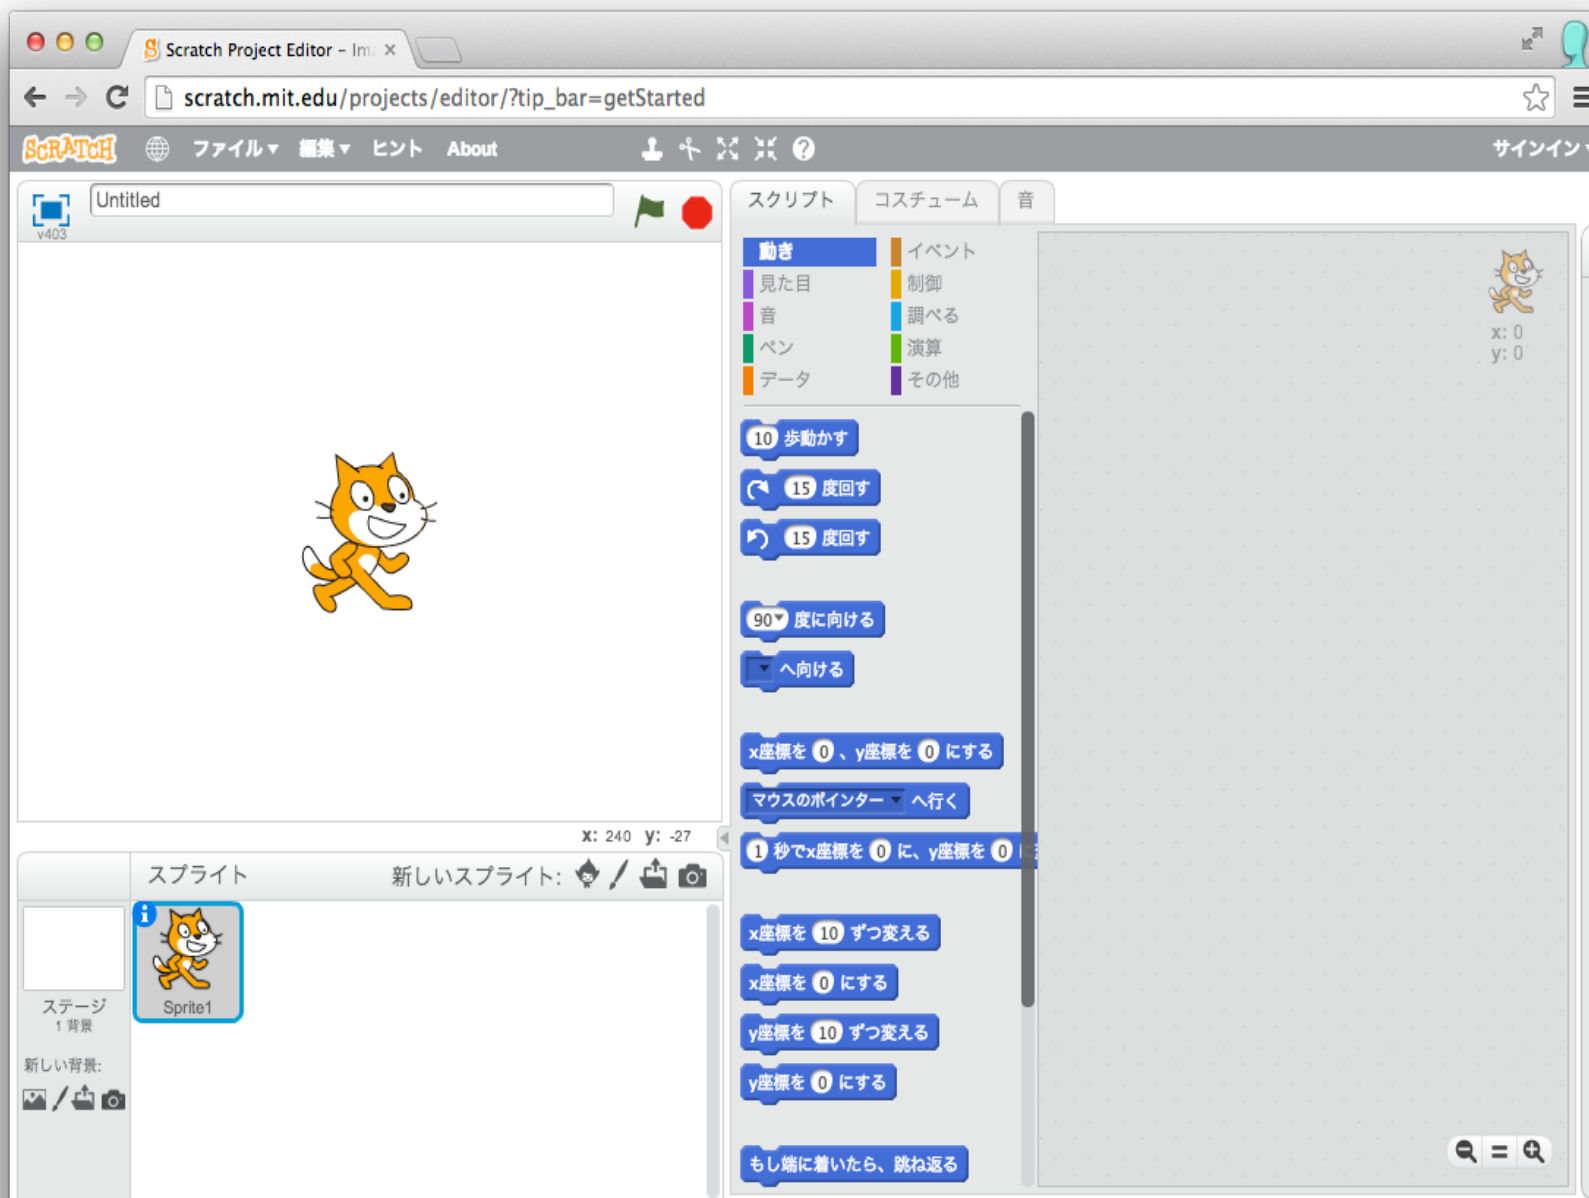 Scratch Project Editor – Im
scratch.mit.edu/projects/editor/?tip_bar=getStarted
SCRATCH ファイル▼ 編集▼ ヒント About サインイン
v403 Untitled
スクリプト コスチューム 音
動き イベント
見た目 制御
音 調べる
ペン 演算
データ その他
x: 0
y: 0
10 歩動かす
15 度回す
15 度回す
90▼ 度に向ける
へ向ける
x座標を 0 、y座標を 0 にする
マウスのポインター へ行く
1 秒でx座標を 0 に、y座標を 0 に
x座標を 10 ずつ変える
x座標を 0 にする
y座標を 10 ずつ変える
y座標を 0 にする
もし端に着いたら、跳ね返る
x: 240 y: -27
スプライト 新しいスプライト:
Sprite1
ステージ
1 背景
新しい背景: